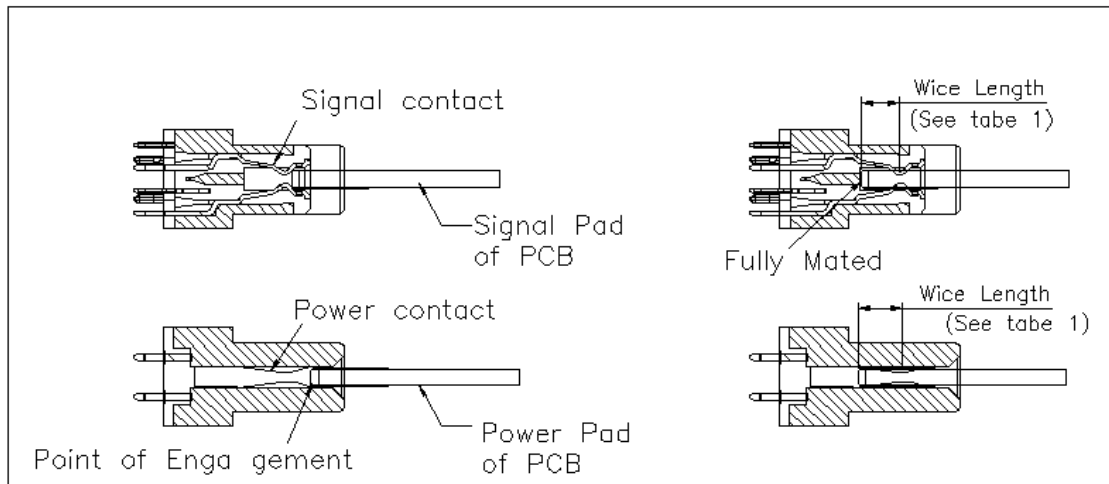 Signal contact
Wice Length
(See tabe 1)
Signal Pad
of PCB
Fully Mated
Power contact
Wice Length
(See tabe 1)
Point of Enga gement
Power Pad
of PCB